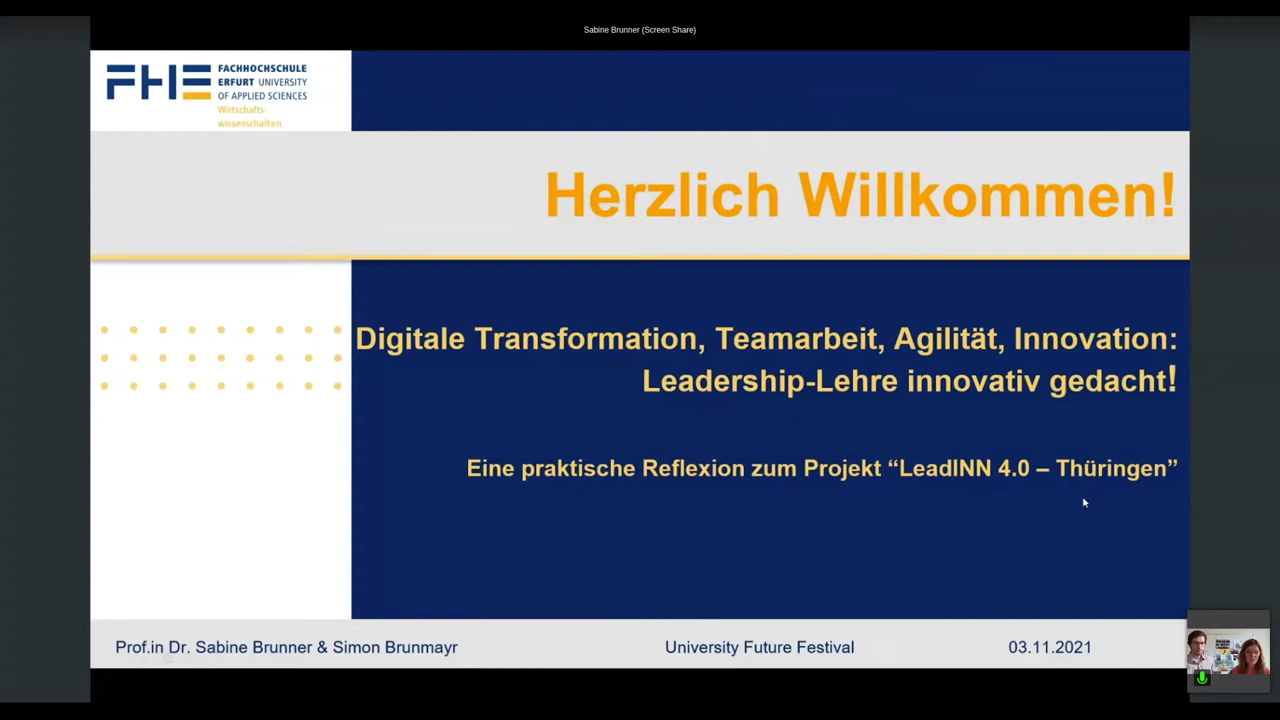 Sabine Brunner (Screen Share)
FACHHOCHSCHULE
ERFURT UNIVERSITY
OF APPLIED SCIENCES
Wirtschafts-
wissenschaften
Herzlich Willkommen!
Digitale Transformation, Teamarbeit, Agilität, Innovation:
Leadership-Lehre innovativ gedacht!
Eine praktische Reflexion zum Projekt “LeadINN 4.0 – Thüringen”
Prof.in Dr. Sabine Brunner & Simon Brunmayr
University Future Festival
03.11.2021